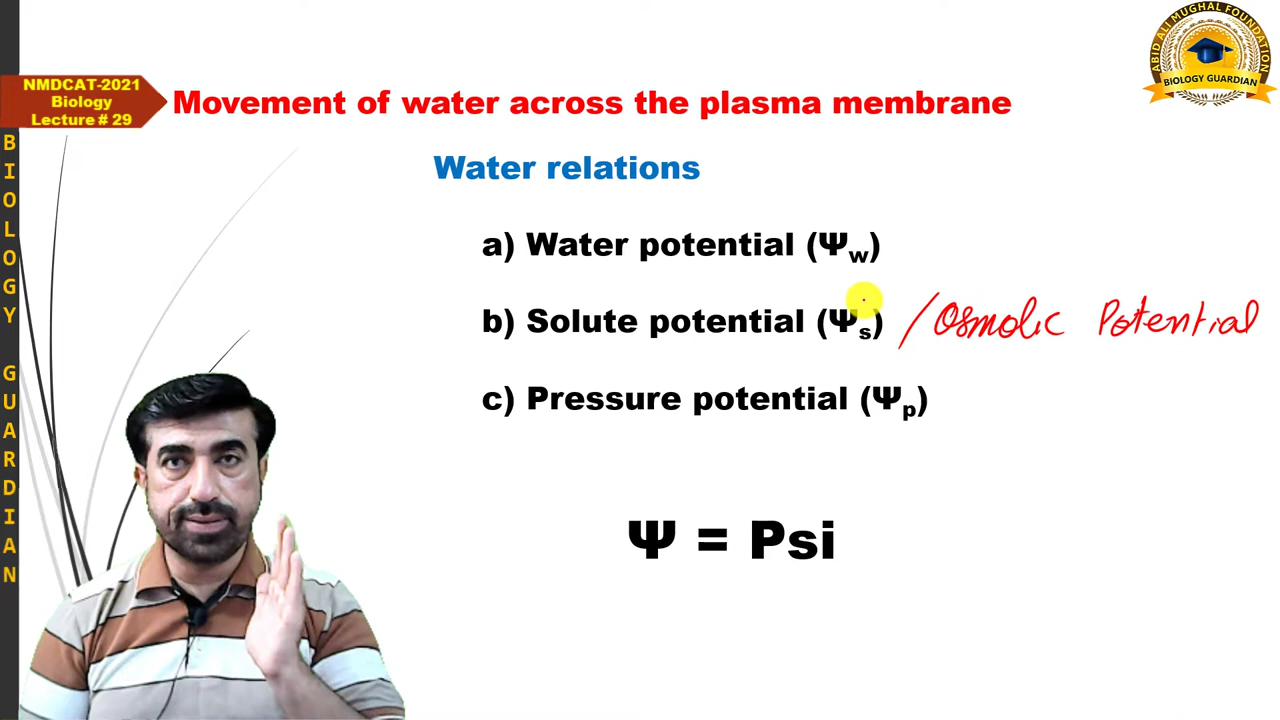 ABID ALI MUGHAL FOUNDATION
BIOLOGY GUARDIAN
NMDCAT-2021
Biology
Lecture # 29
Movement of water across the plasma membrane
BIOLOGY GUARDIAN
Water relations
a) Water potential (Ψw)
b) Solute potential (Ψs) / Osmotic Potential
c) Pressure potential (Ψp)
Ψ = Psi